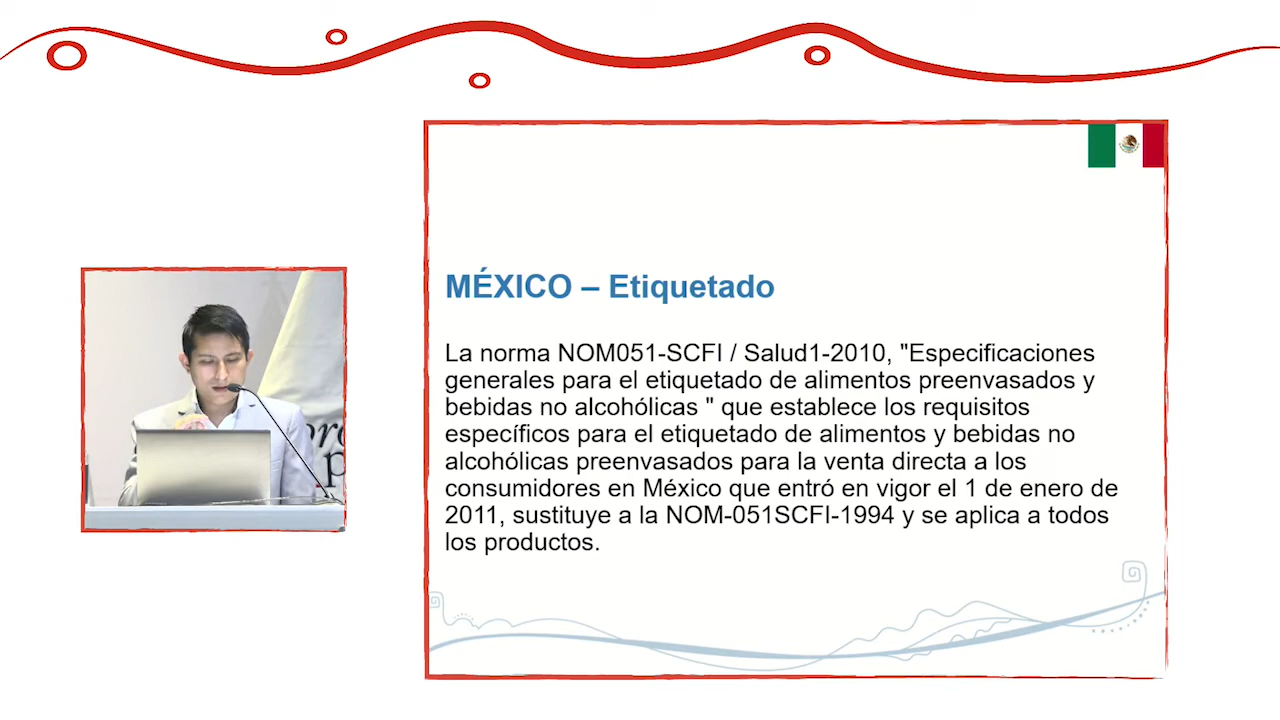 MÉXICO – Etiquetado
La norma NOM051-SCFI / Salud1-2010, "Especificaciones
generales para el etiquetado de alimentos preenvasados y
bebidas no alcohólicas " que establece los requisitos
específicos para el etiquetado de alimentos y bebidas no
alcohólicas preenvasados para la venta directa a los
consumidores en México que entró en vigor el 1 de enero de
2011, sustituye a la NOM-051SCFI-1994 y se aplica a todos
los productos.